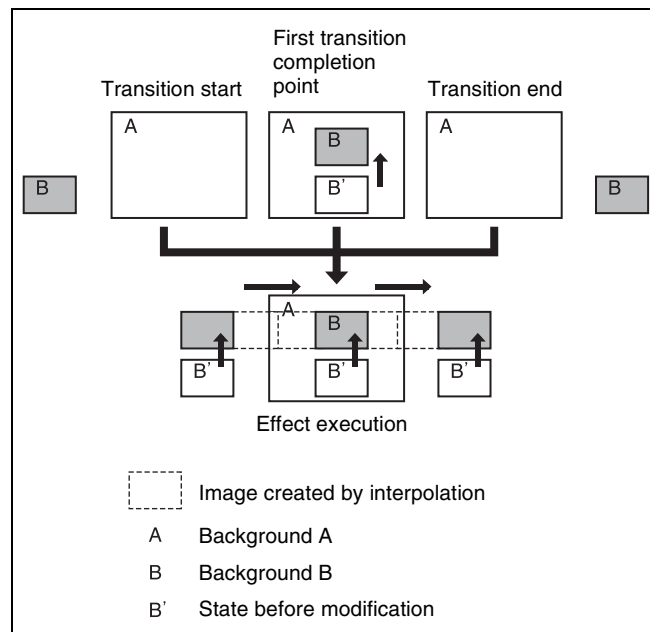 First transition
completion
point
Transition start
Transition end
A
A
A
B
B
B'
B
A
B
B'
B'
B'
Effect execution
Image created by interpolation
A Background A
B Background B
B' State before modification